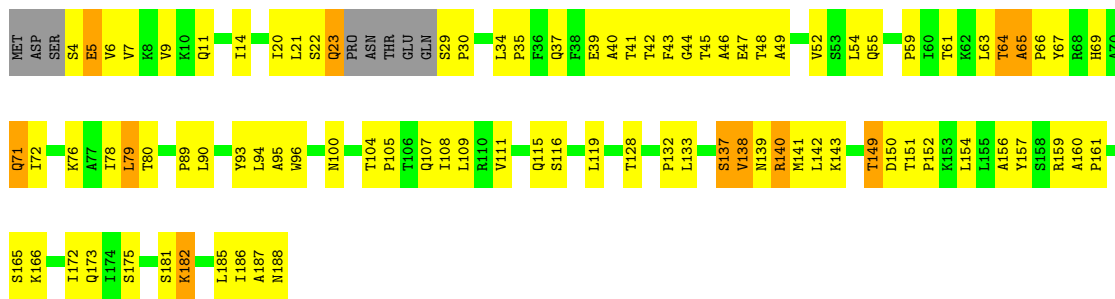 MET ASP SER S4 E5 V6 V7 K8 V9 K10 Q11 I14 I20 L21 S22 Q23 PRO ASN THR GLU GLN S29 P30 L34 P35 F36 Q37 F38 E39 A40 T41 T42 F43 G44 T45 A46 E47 T48 A49 V52 S53 L54 Q55 P59 I60 T61 K62 L63 T64 A65 P66 Y67 R68 H69 A70
Q71 I72 K76 A77 I78 L79 T80 P89 L90 Y93 L94 A95 W96 N100 T104 P105 T106 Q107 I108 L109 R110 V111 Q115 S116 L119 T128 P132 L133 S137 V138 N139 R140 M141 L142 K143 T149 D150 T151 P152 K153 L154 L155 A156 Y157 S158 R159 A160 P161
S165 K166 I172 Q173 I174 S175 S181 K182 L185 I186 A187 N188